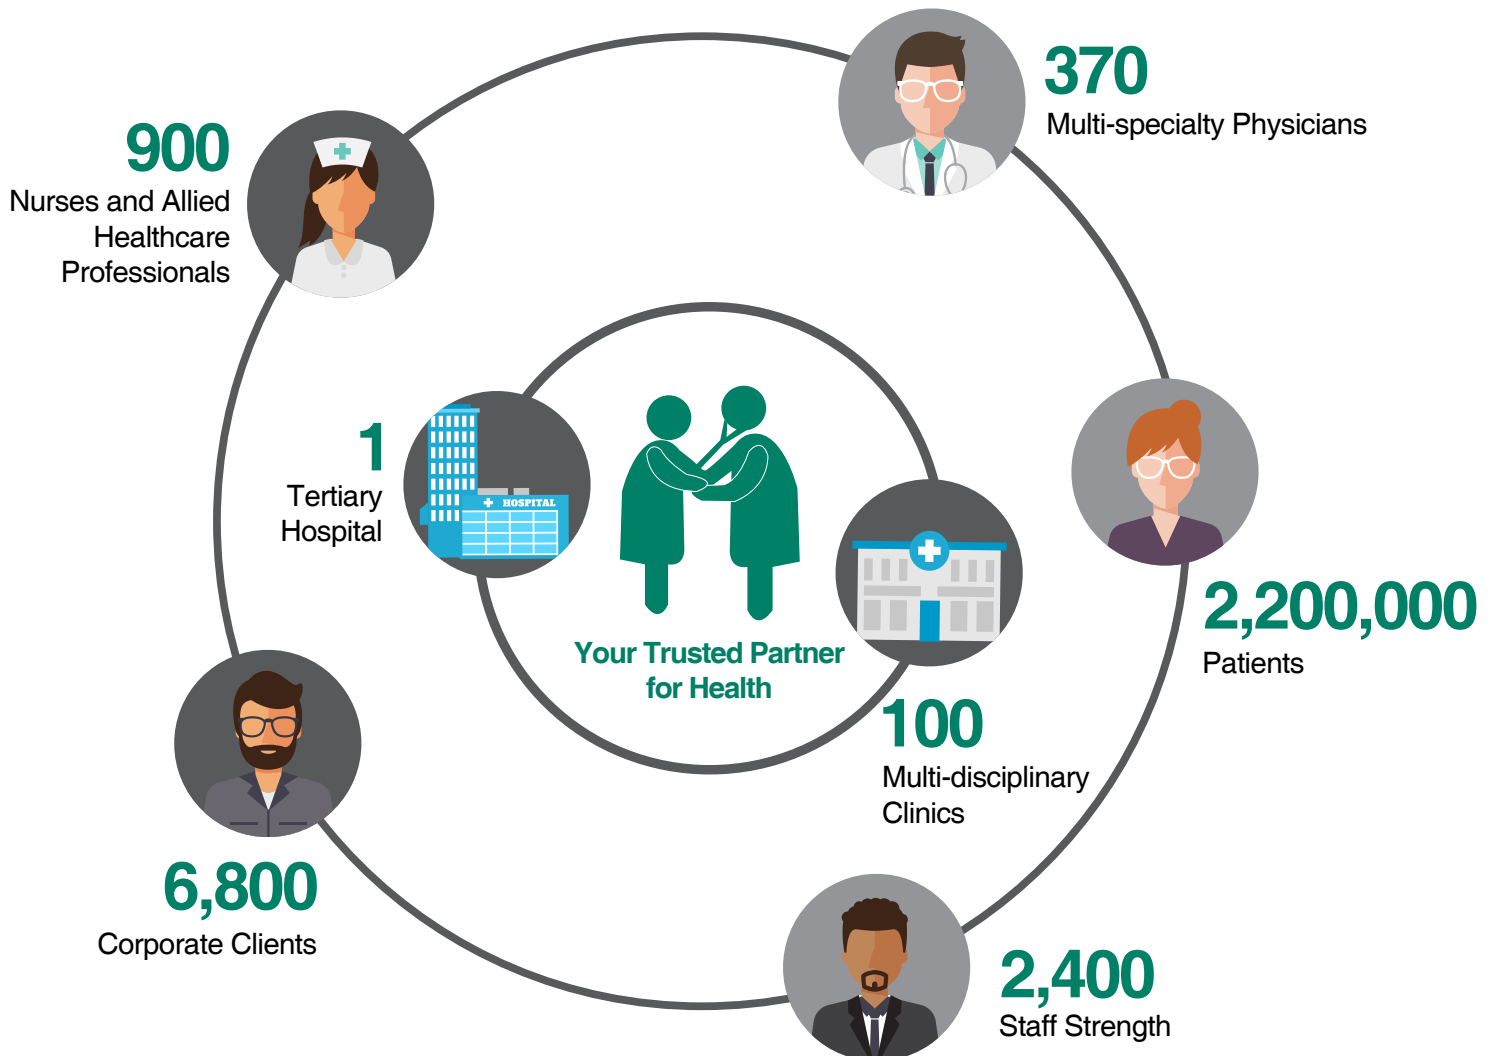 370
Multi-specialty Physicians
900
Nurses and Allied
Healthcare
Professionals
1
Tertiary
Hospital
HOSPITAL
Your Trusted Partner
for Health
2,200,000
Patients
100
Multi-disciplinary
Clinics
6,800
Corporate Clients
2,400
Staff Strength